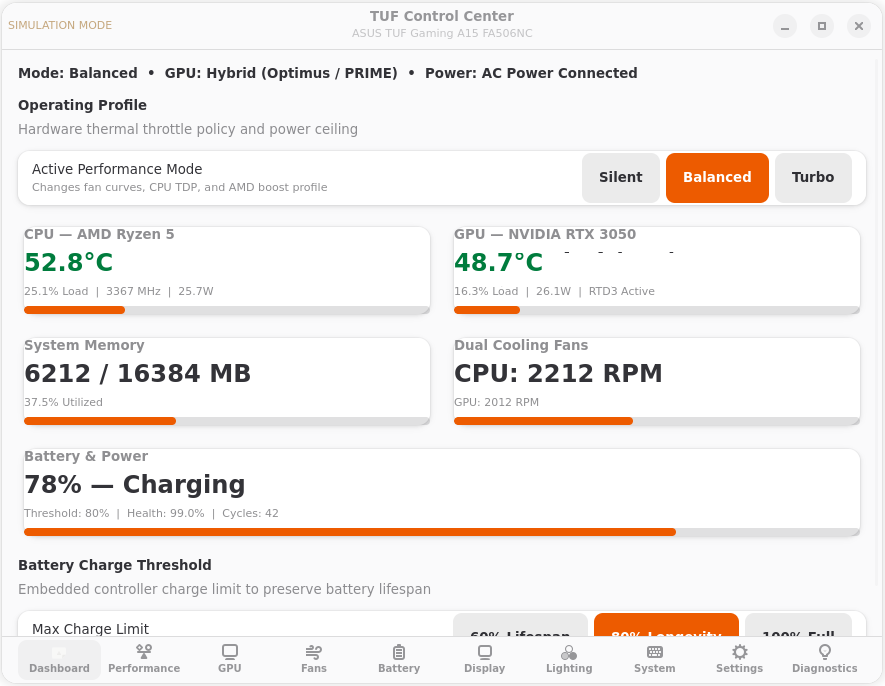 SIMULATION MODE
TUF Control Center
ASUS TUF Gaming A15 FA506NC
Mode: Balanced • GPU: Hybrid (Optimus / PRIME) • Power: AC Power Connected
Operating Profile
Hardware thermal throttle policy and power ceiling
Active Performance Mode
Changes fan curves, CPU TDP, and AMD boost profile
Silent
Balanced
Turbo
CPU — AMD Ryzen 5
52.8°C
25.1% Load | 3367 MHz | 25.7W
GPU — NVIDIA RTX 3050
48.7°C
16.3% Load | 26.1W | RTD3 Active
System Memory
6212 / 16384 MB
37.5% Utilized
Dual Cooling Fans
CPU: 2212 RPM
GPU: 2012 RPM
Battery & Power
78% — Charging
Threshold: 80% | Health: 99.0% | Cycles: 42
Battery Charge Threshold
Embedded controller charge limit to preserve battery lifespan
Max Charge Limit
60% Lifespan
80% Longevity
100% Full
Dashboard
Performance
GPU
Fans
Battery
Display
Lighting
System
Settings
Diagnostics